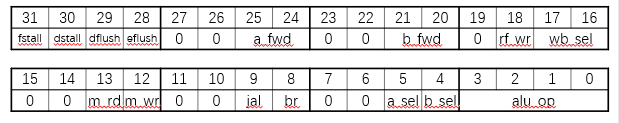 31 30 29 28 27 26 25 24 23 22 21 20 19 18 17 16
fstall dstall dflush eflush 0 0 a_fwd 0 0 b_fwd 0 rf_wr wb_sel
15 14 13 12 11 10 9 8 7 6 5 4 3 2 1 0
0 0 m_rd m_wr 0 0 jal br 0 0 a_sel b_sel alu_op